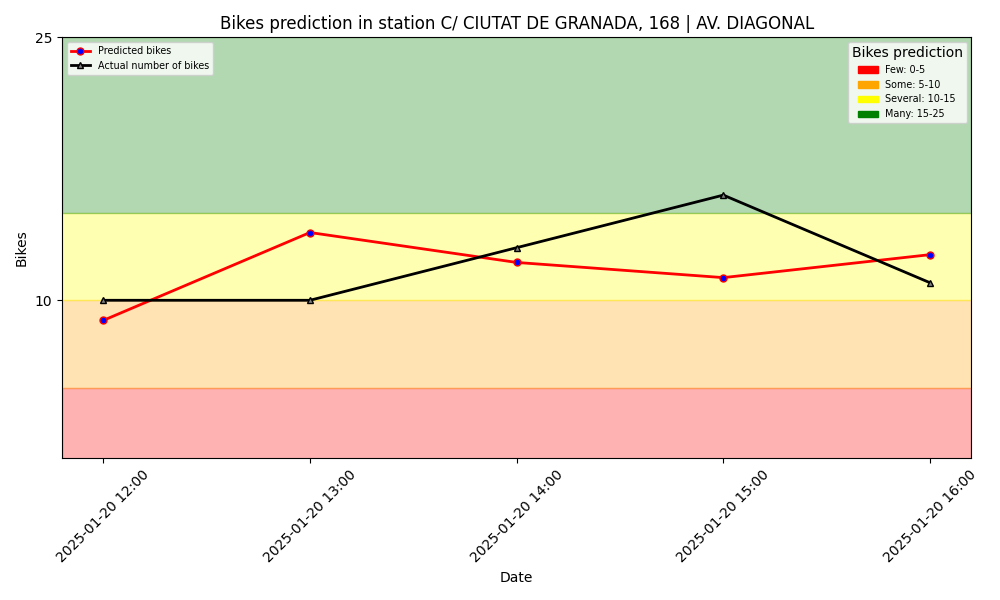 Bikes prediction in station C/ CIUTAT DE GRANADA, 168 | AV. DIAGONAL
25
10
Bikes
Predicted bikes
Actual number of bikes
Bikes prediction
Few: 0-5
Some: 5-10
Several: 10-15
Many: 15-25
2025-01-20 12:00
2025-01-20 13:00
2025-01-20 14:00
2025-01-20 15:00
2025-01-20 16:00
Date